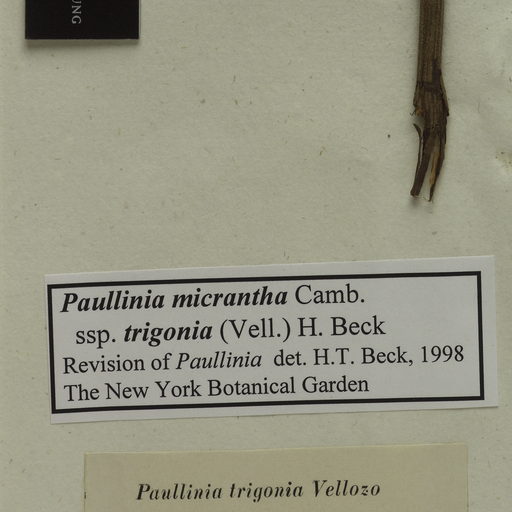 UNG
Paullinia micrantha Camb.
ssp. trigonia (Vell.) H. Beck
Revision of Paullinia det. H.T. Beck, 1998
The New York Botanical Garden
Paullinia trigonia Vellozo